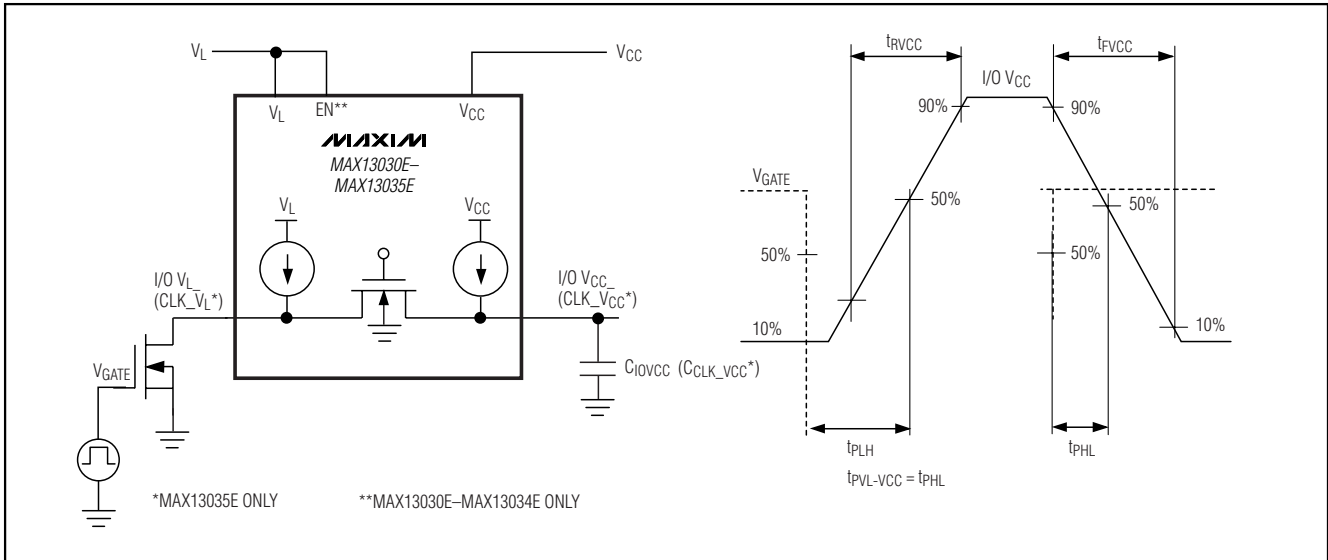 V_L
V_CC
V_L
EN**
V_CC
MAXIM
MAX13030E–
MAX13035E
V_L
V_CC
I/O V_L_
(CLK_V_L*)
I/O V_CC_
(CLK_V_CC*)
V_GATE
C_IOVCC (C_CLK_VCC*)
*MAX13035E ONLY
**MAX13030E–MAX13034E ONLY
t_RVCC
t_FVCC
I/O V_CC
90%
90%
V_GATE
50%
50%
50%
50%
10%
10%
t_PLH
t_PHL
t_PVL-VCC = t_PHL